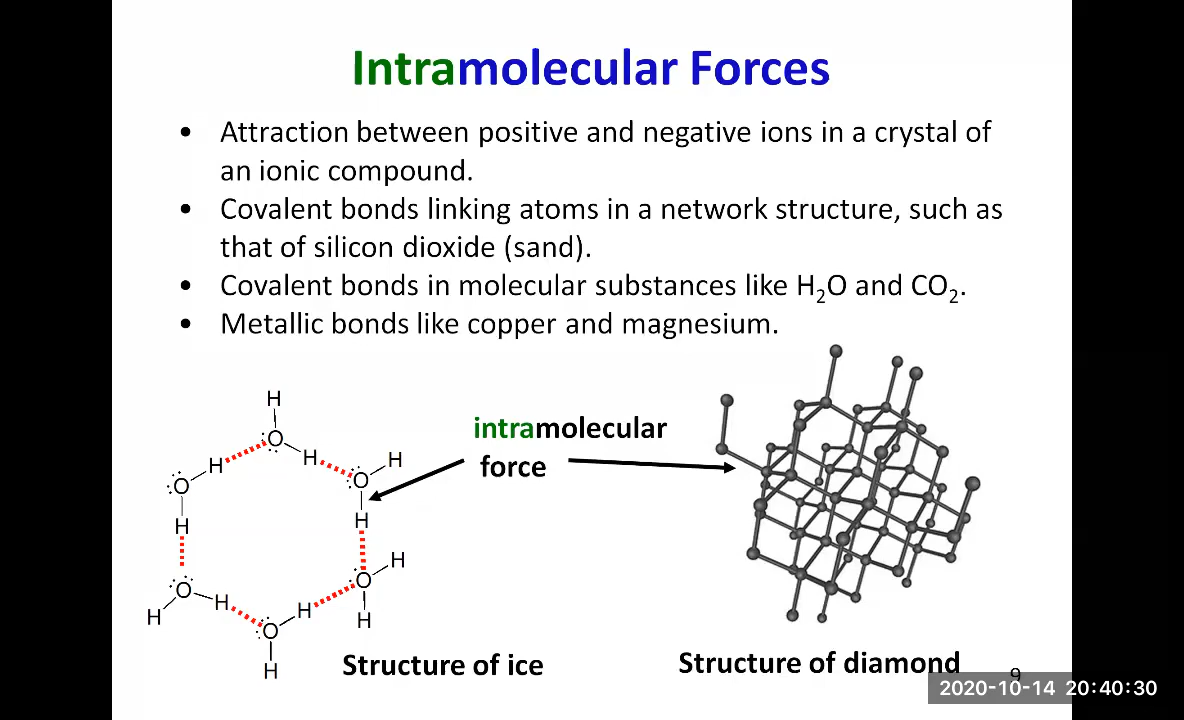 Intramolecular Forces
• Attraction between positive and negative ions in a crystal of
an ionic compound.
• Covalent bonds linking atoms in a network structure, such as
that of silicon dioxide (sand).
• Covalent bonds in molecular substances like H₂O and CO₂.
• Metallic bonds like copper and magnesium.
H
O
H
H
O
H
O
H
H
intramolecular
force
H
O
H
H
O
H
H
O
H
H
Structure of ice
Structure of diamond
9
2020-10-14 20:40:30